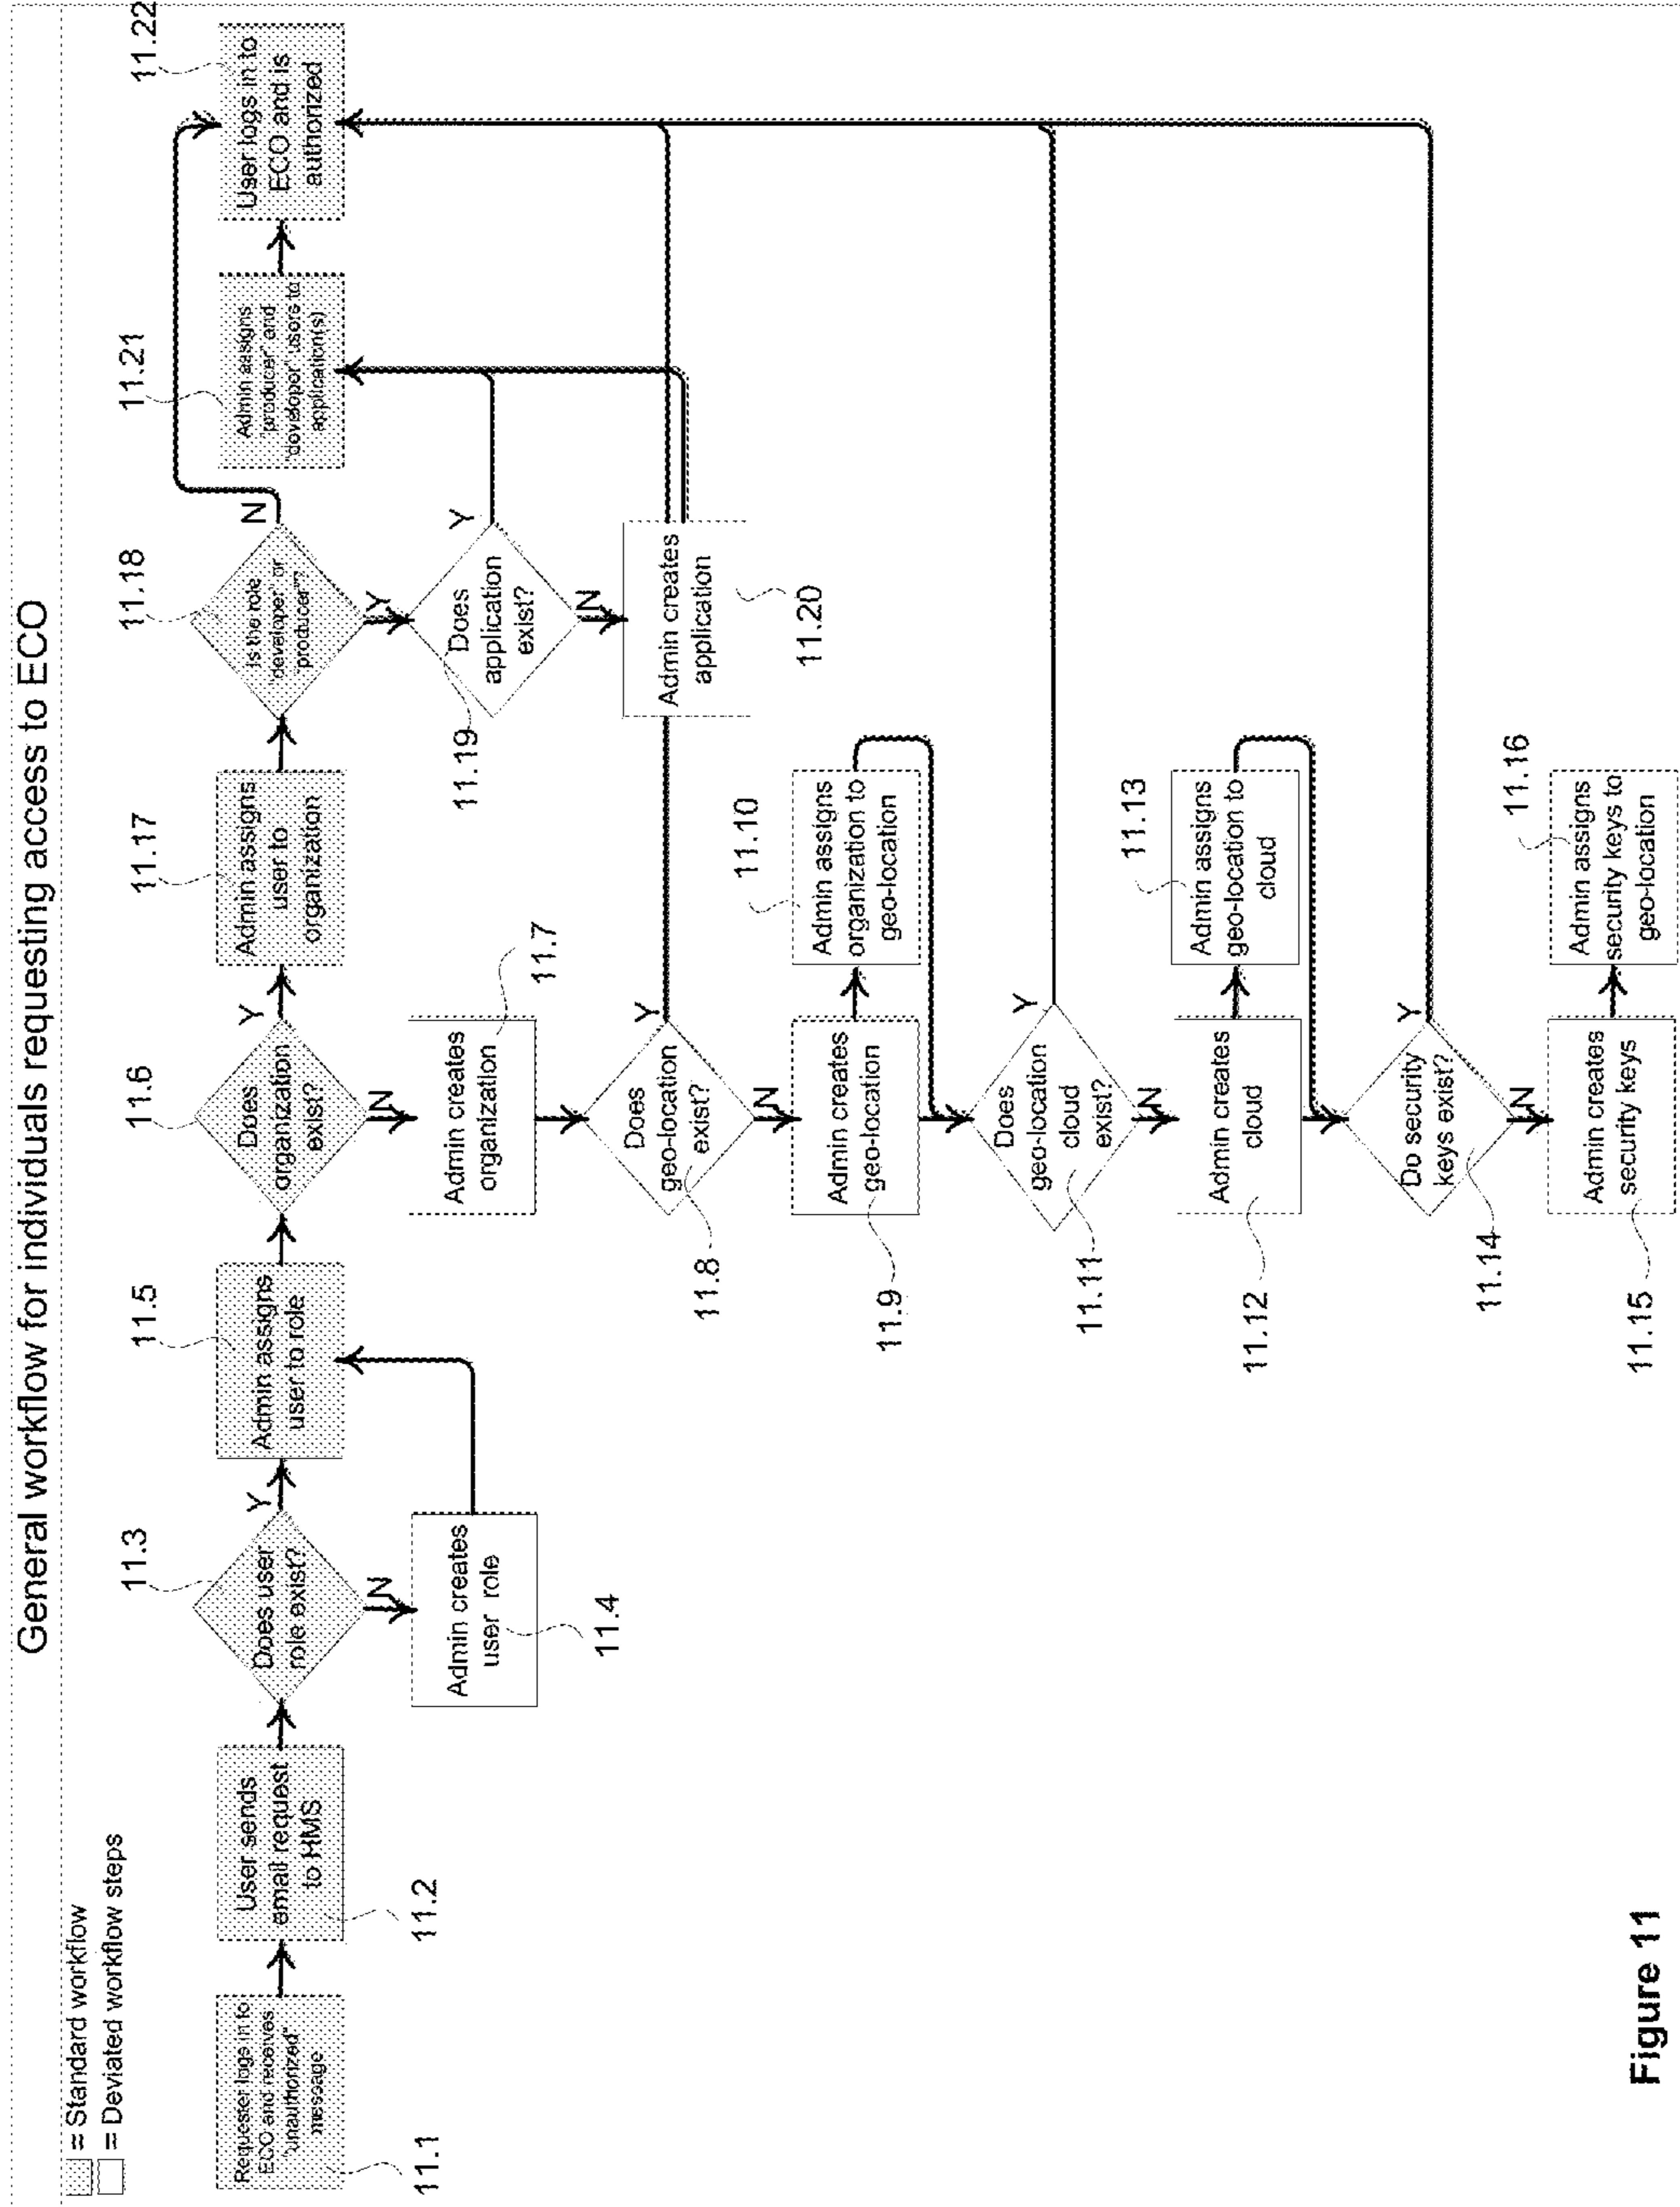 General workflow for individuals requesting access to ECO
= Standard workflow
= Deviated workflow steps
Requester logs in to
ECO and receives
"unauthorized"
message
11.1
User sends
email request
to RMS
11.2
Does user
role exist?
11.3
Y
N
Admin creates
user role
11.4
Admin assigns
user to role
11.5
Does
organization
exist?
11.6
Y
N
Admin creates
organization
11.7
Does
geo-location
exist?
11.8
Y
N
Admin creates
geo-location
11.9
Admin assigns
organization to
geo-location
11.10
Does
geo-location
cloud
exist?
11.11
Y
N
Admin creates
cloud
11.12
Admin assigns
geo-location to
cloud
11.13
Do security
keys exist?
11.14
Y
N
Admin creates
security keys
11.15
Admin assigns
security keys to
geo-location
11.16
Admin assigns
user to
organization
11.17
Is the role
"developer" or
"producer"?
11.18
N
Y
Does
application
exist?
11.19
Y
N
Admin creates
application
11.20
Admin assigns
"producer" and
"developer" users to
application(s)
11.21
User logs in to
ECO and is
authorized
11.22
Figure 11